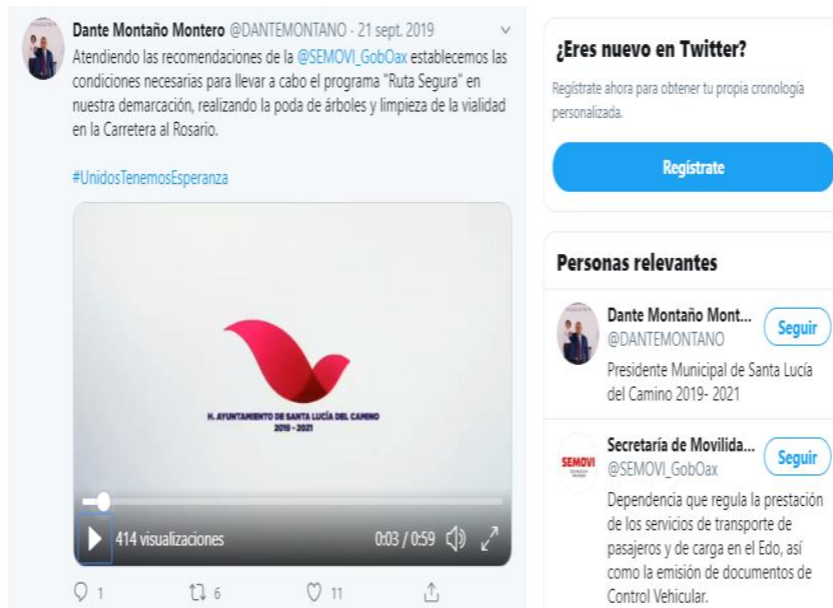 Dante Montaño Montero @DANTEMONTANO · 21 sept. 2019
Atendiendo las recomendaciones de la @SEMOVI_GobOax establecemos las
condiciones necesarias para llevar a cabo el programa "Ruta Segura" en
nuestra demarcación, realizando la poda de árboles y limpieza de la vialidad
en la Carretera al Rosario.
#UnidosTenemosEsperanza
H. AYUNTAMIENTO DE SANTA LUCÍA DEL CAMINO
2019 - 2021
414 visualizaciones
0:03 / 0:59
1
6
11
¿Eres nuevo en Twitter?
Regístrate ahora para obtener tu propia cronología
personalizada.
Regístrate
Personas relevantes
Dante Montaño Mont...
@DANTEMONTANO
Seguir
Presidente Municipal de Santa Lucía
del Camino 2019- 2021
SEMOVI
Secretaría de Movilida...
@SEMOVI_GobOax
Seguir
Dependencia que regula la prestación
de los servicios de transporte de
pasajeros y de carga en el Edo, así
como la emisión de documentos de
Control Vehicular.